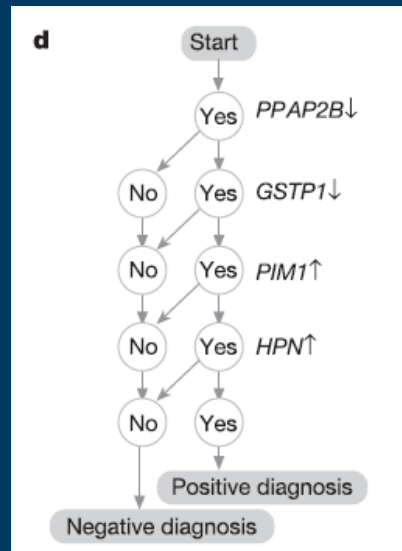 d
Start
Yes PPAP2B↓
No Yes GSTP1↓
No Yes PIM1↑
No Yes HPN↑
No Yes
Positive diagnosis
Negative diagnosis